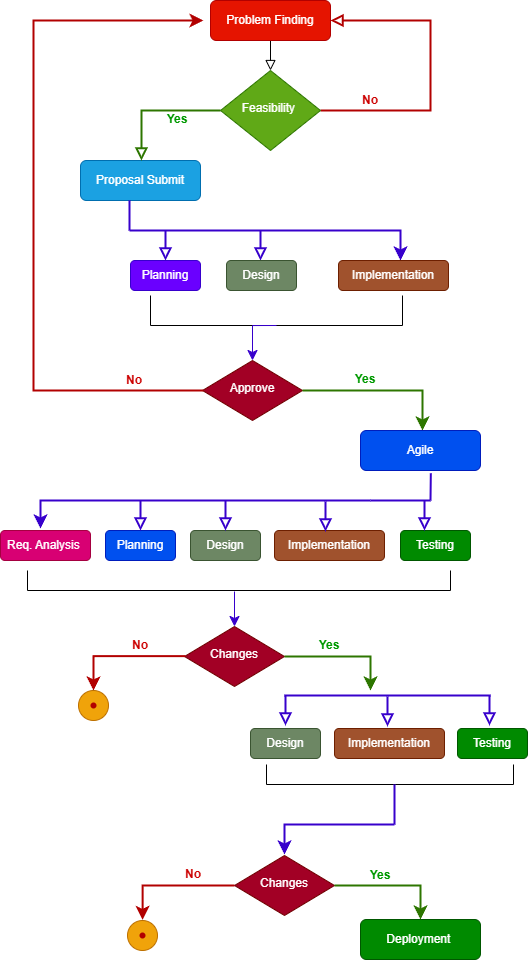 Problem Finding
Feasibility
No
Yes
Proposal Submit
Planning
Design
Implementation
No
Approve
Yes
Agile
Req. Analysis
Planning
Design
Implementation
Testing
No
Changes
Yes
Design
Implementation
Testing
No
Changes
Yes
Deployment